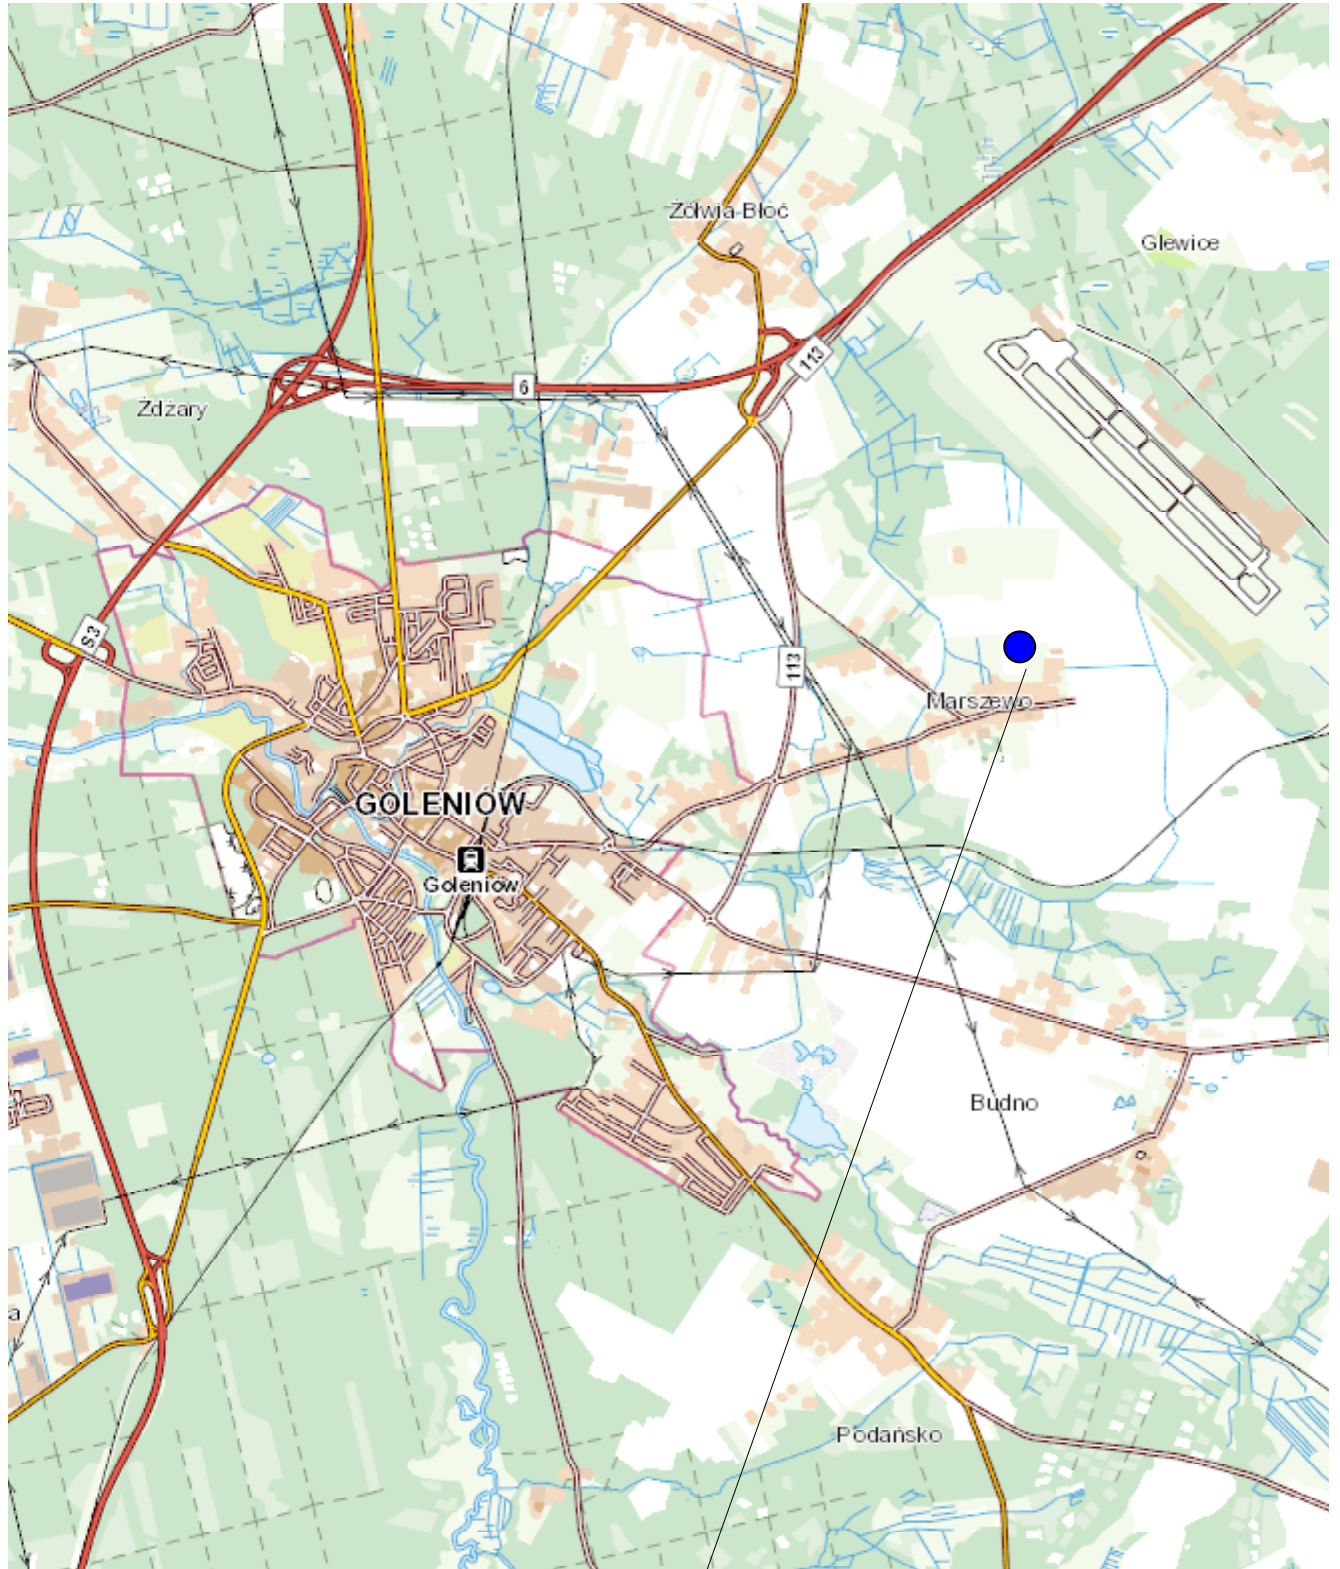 Żółwia Błoć
Glewice
113
6
Żdżary
S3
113
Marszewo
GOLENIÓW
Goleniów
Budno
a
Podańsko